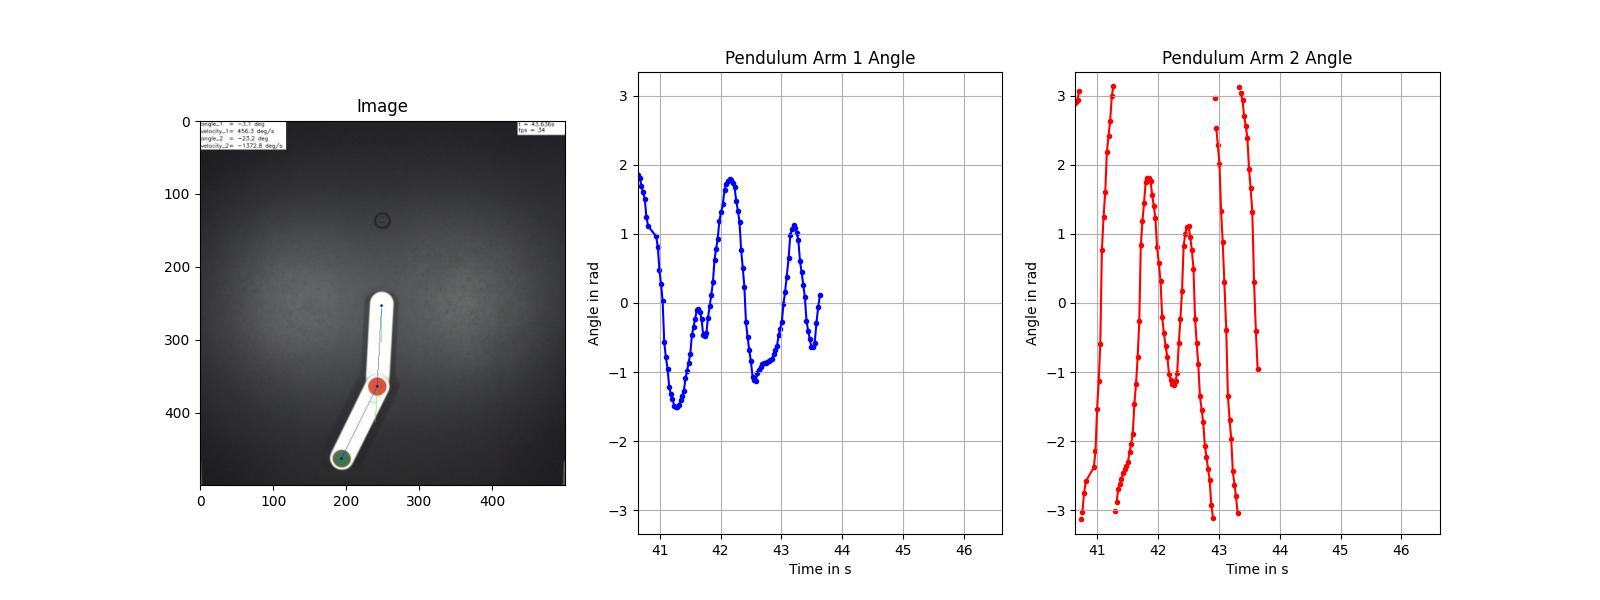 Image
angle_1 = -3.1 deg
velocity_1= 456.3 deg/s
angle_2 = -23.2 deg
velocity_2= -1372.8 deg/s
t = 43.636s
fps = 34
0
100
200
300
400
0 100 200 300 400
Pendulum Arm 1 Angle
Angle in rad
3
2
1
0
−1
−2
−3
41 42 43 44 45 46
Time in s
Pendulum Arm 2 Angle
Angle in rad
3
2
1
0
−1
−2
−3
41 42 43 44 45 46
Time in s